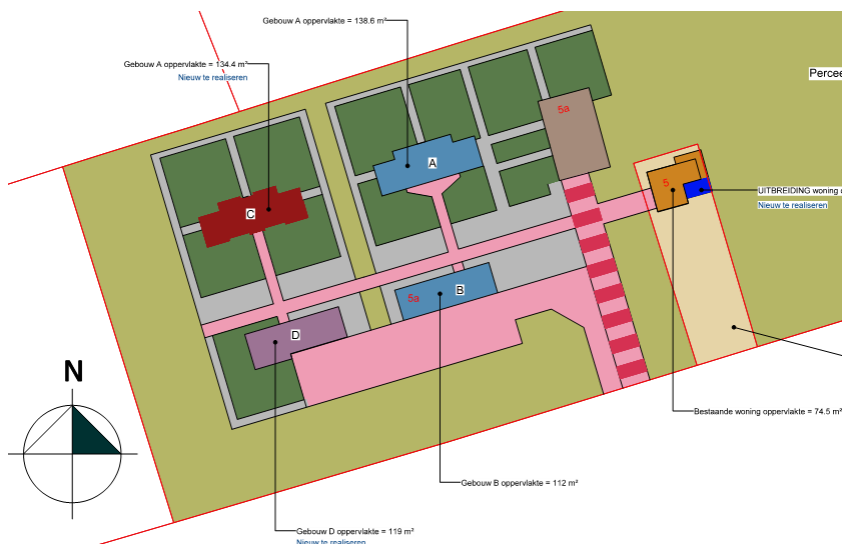 Gebouw A oppervlakte = 138.6 m²
Gebouw A oppervlakte = 134.4 m²
Nieuw te realiseren
Percee
5a
A
5
UITBREIDING woning
Nieuw te realiseren
C
5a
B
D
N
Bestaande woning oppervlakte = 74.5 m²
Gebouw B oppervlakte = 112 m²
Gebouw D oppervlakte = 119 m²
Nieuw te realiseren